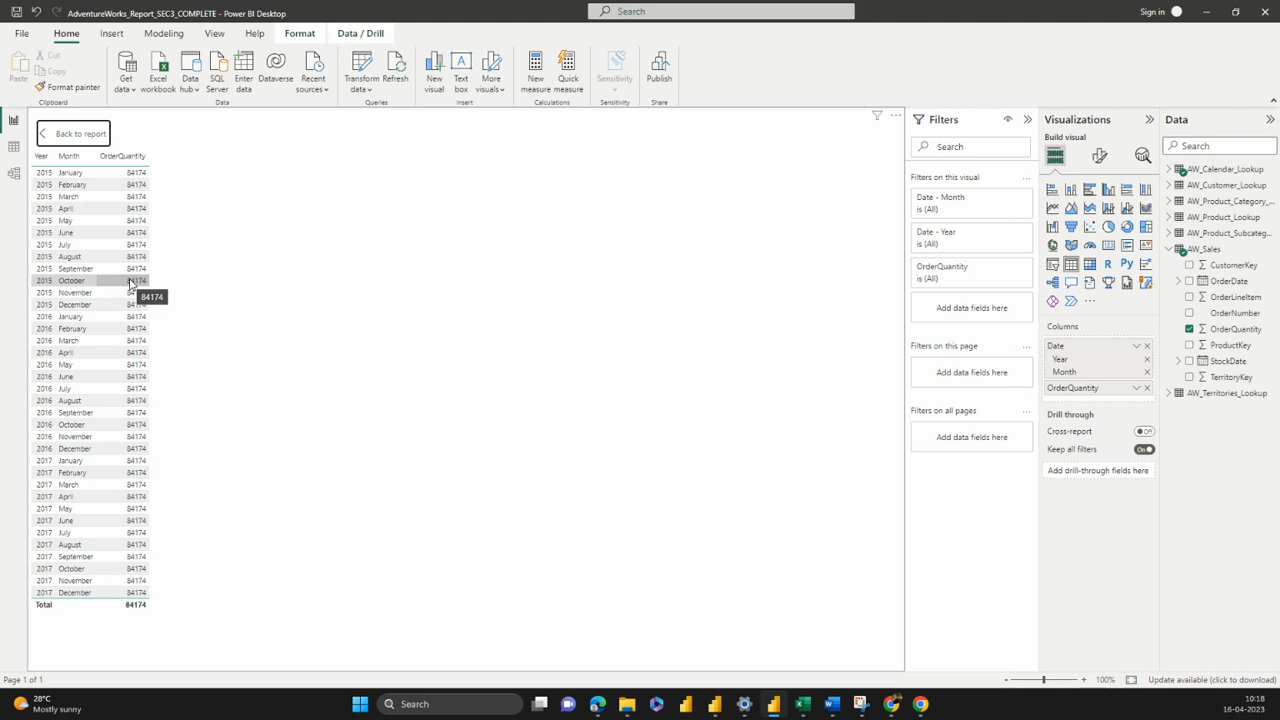 AdventureWorks_Report_SEC3_COMPLETE - Power BI Desktop
Search
Sign in
File Home Insert Modeling View Help Format Data / Drill
Paste
Cut
Copy
Format painter
Get data
Excel workbook
Data hub
SQL Server
Enter data
Dataverse
Recent sources
Transform data
Refresh
New visual
Text box
More visuals
New measure
Quick measure
Sensitivity
Publish
Clipboard Data Queries Insert Calculations Sensitivity Share
Back to report
Year Month OrderQuantity
2015 January 84174
2015 February 84174
2015 March 84174
2015 April 84174
2015 May 84174
2015 June 84174
2015 July 84174
2015 August 84174
2015 September 84174
2015 October 84174
2015 November
84174
2015 December
2016 January 84174
2016 February 84174
2016 March 84174
2016 April 84174
2016 May 84174
2016 June 84174
2016 July 84174
2016 August 84174
2016 September 84174
2016 October 84174
2016 November 84174
2016 December 84174
2017 January 84174
2017 February 84174
2017 March 84174
2017 April 84174
2017 May 84174
2017 June 84174
2017 July 84174
2017 August 84174
2017 September 84174
2017 October 84174
2017 November 84174
2017 December 84174
Total 84174
Filters
Search
Filters on this visual ...
Date - Month
is (All)
Date - Year
is (All)
OrderQuantity
is (All)
Add data fields here
Filters on this page ...
Add data fields here
Filters on all pages ...
Add data fields here
Visualizations
Build visual
R Py
Columns
Date
Year
Month
OrderQuantity
Drill through
Cross-report Off
Keep all filters On
Add drill-through fields here
Data
Search
AW_Calendar_Lookup
AW_Customer_Lookup
AW_Product_Category_...
AW_Product_Lookup
AW_Product_Subcateg...
AW_Sales
CustomerKey
OrderDate
OrderLineItem
OrderNumber
OrderQuantity
ProductKey
StockDate
TerritoryKey
AW_Territories_Lookup
Page 1 of 1
100%
Update available (click to download)
28°C
Mostly sunny
Search
10:18
16-04-2023